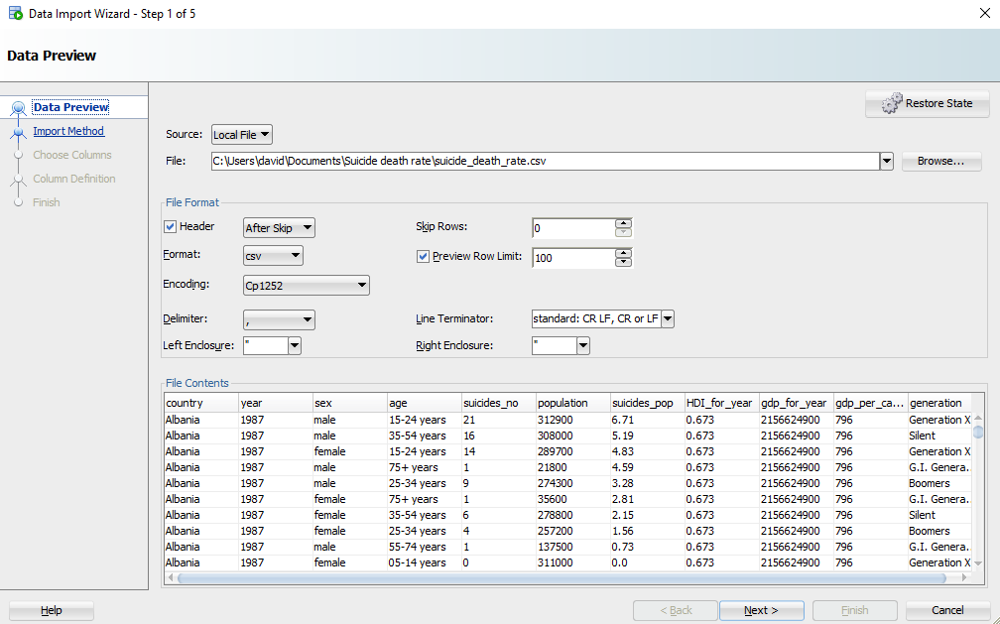 Data Import Wizard - Step 1 of 5
Data Preview
Data Preview
Import Method
Choose Columns
Column Definition
Finish
Restore State
Source: Local File
File: C:\Users\david\Documents\Suicide death rate\suicide_death_rate.csv Browse...
File Format
Header After Skip Skip Rows: 0
Format: csv Preview Row Limit: 100
Encoding: Cp1252
Delimiter: , Line Terminator: standard: CR LF, CR or LF
Left Enclosure: " Right Enclosure: "
File Contents
country year sex age suicides_no population suicides_pop HDI_for_year gdp_for_year gdp_per_ca... generation
Albania 1987 male 15-24 years 21 312900 6.71 0.673 2156624900 796 Generation X
Albania 1987 male 35-54 years 16 308000 5.19 0.673 2156624900 796 Silent
Albania 1987 female 15-24 years 14 289700 4.83 0.673 2156624900 796 Generation X
Albania 1987 male 75+ years 1 21800 4.59 0.673 2156624900 796 G.I. Genera.
Albania 1987 male 25-34 years 9 274300 3.28 0.673 2156624900 796 Boomers
Albania 1987 female 75+ years 1 35600 2.81 0.673 2156624900 796 G.I. Genera.
Albania 1987 female 35-54 years 6 278800 2.15 0.673 2156624900 796 Silent
Albania 1987 female 25-34 years 4 257200 1.56 0.673 2156624900 796 Boomers
Albania 1987 male 55-74 years 1 137500 0.73 0.673 2156624900 796 G.I. Genera.
Albania 1987 female 05-14 years 0 311000 0.0 0.673 2156624900 796 Generation X
Help < Back Next > Finish Cancel